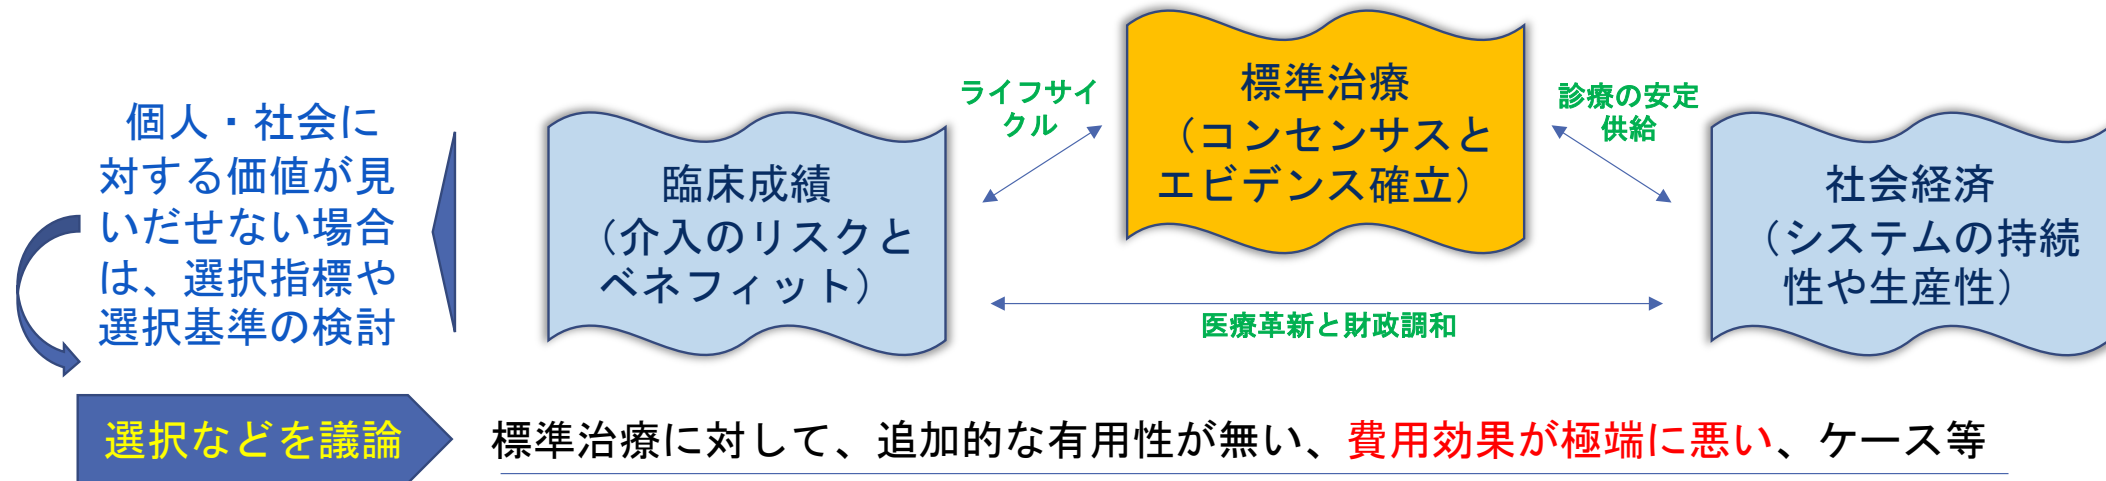 個人・社会に
対する価値が見
いだせない場合
は、選択指標や
選択基準の検討
臨床成績
（介入のリスクと
ベネフィット）
ライフサイ
クル
標準治療
（コンセンサスと
エビデンス確立）
診療の安定
供給
社会経済
（システムの持続
性や生産性）
医療革新と財政調和
選択などを議論
標準治療に対して、追加的な有用性が無い、費用効果が極端に悪い、ケース等